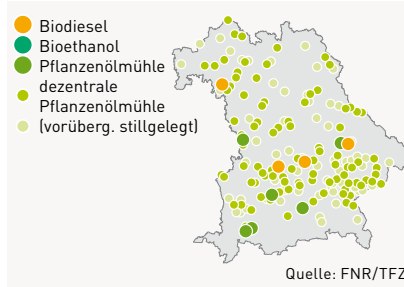 Biodiesel
Bioethanol
Pflanzenölmühle
dezentrale
Pflanzenölmühle
(vorüberg. stillgelegt)
Quelle: FNR/TFZ